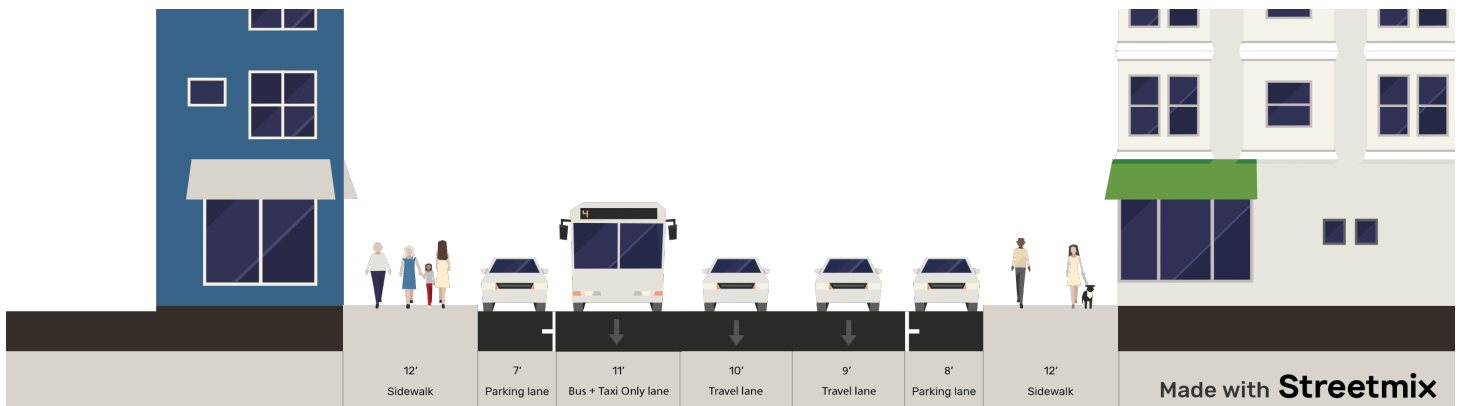 4
12′
Sidewalk
7′
Parking lane
11′
Bus + Taxi Only lane
10′
Travel lane
9′
Travel lane
8′
Parking lane
12′
Sidewalk
Made with Streetmix